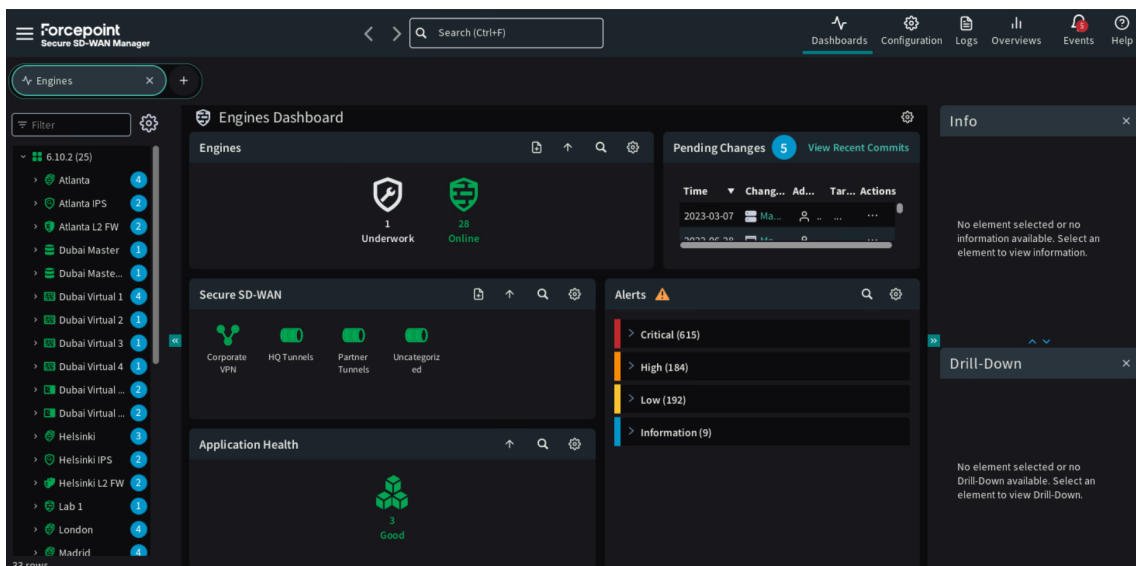 Forcepoint
Secure SD-WAN Manager
Search (Ctrl+F)
Dashboards
Configuration
Logs
Overviews
5
Events
Help
Engines
Filter
6.10.2 (25)
Atlanta 4
Atlanta IPS 2
Atlanta L2 FW 2
Dubai Master 1
Dubai Maste... 1
Dubai Virtual 1 4
Dubai Virtual 2 1
Dubai Virtual 3 1
Dubai Virtual 4 1
Dubai Virtual ... 2
Dubai Virtual ... 2
Helsinki 3
Helsinki IPS 2
Helsinki L2 FW 2
Lab 1 1
London 4
Madrid 4
33 rows
Engines Dashboard
Engines
1
Underwork
28
Online
Pending Changes 5 View Recent Commits
Time Chang... Ad... Tar... Actions
2023-03-07 Ma... .. ... ...
Secure SD-WAN
Corporate
VPN
HQ Tunnels
Partner
Tunnels
Uncategoriz
ed
Alerts
Critical (615)
High (184)
Low (192)
Information (9)
Application Health
3
Good
Info
No element selected or no
information available. Select an
element to view information.
Drill-Down
No element selected or no
Drill-Down available. Select an
element to view Drill-Down.